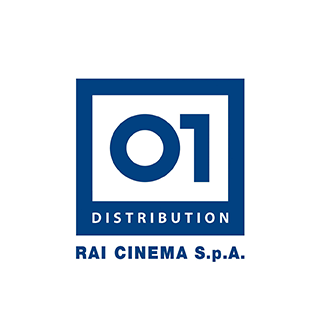 01
DISTRIBUTION
RAI CINEMA S.p.A.